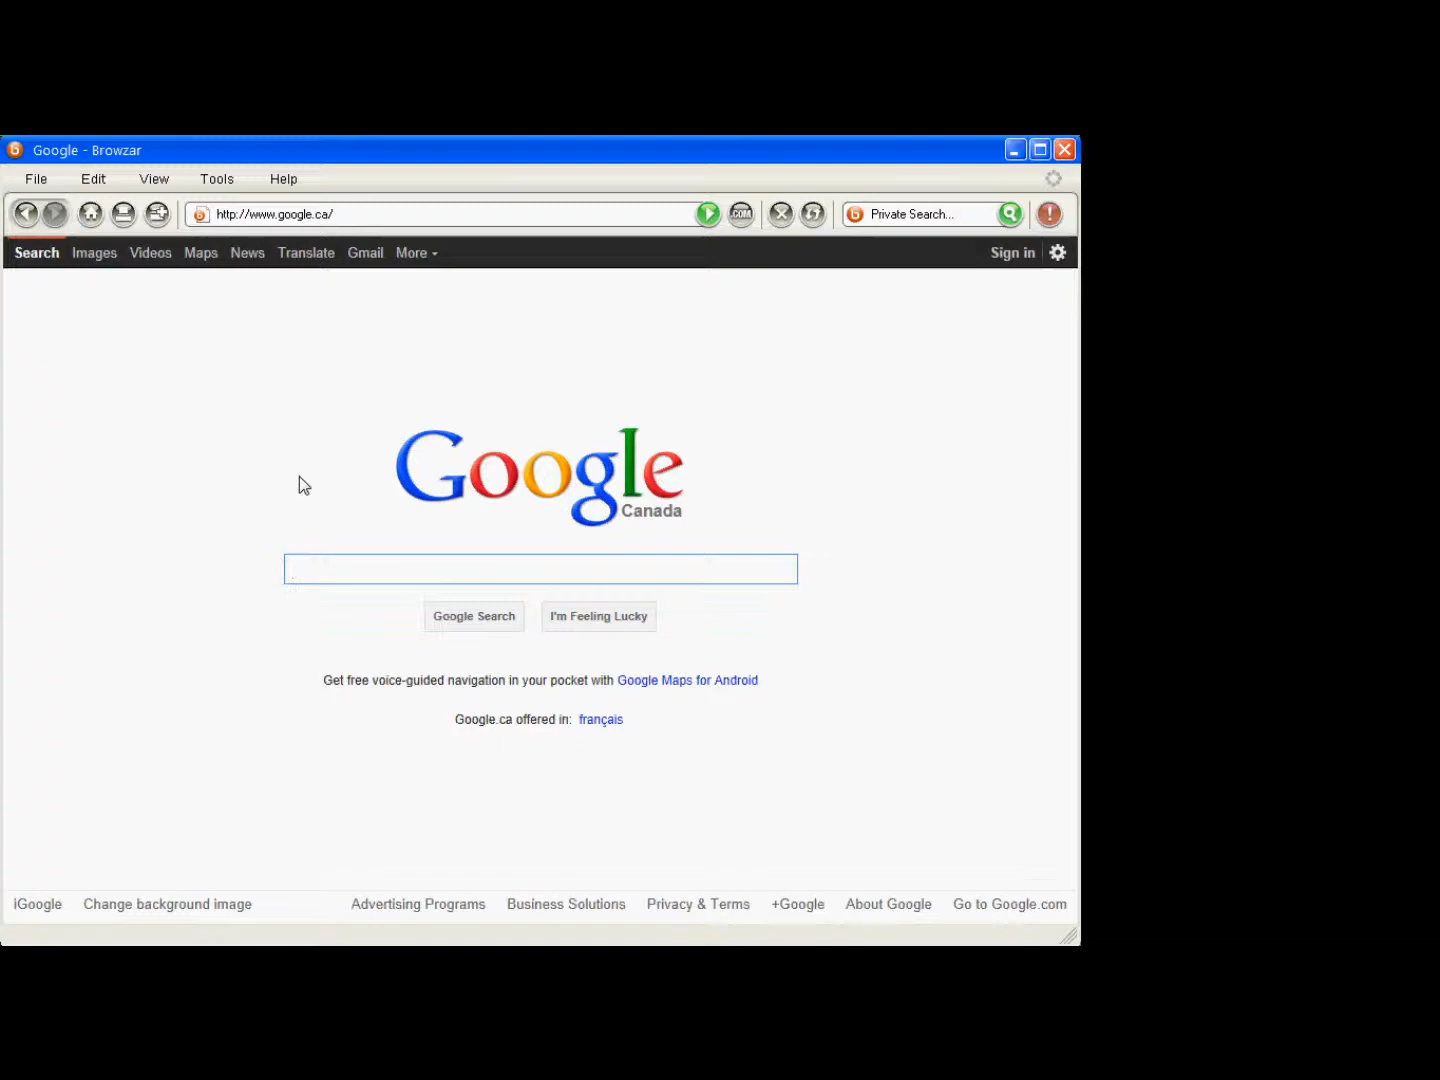 Google - Browzar
File Edit View Tools Help
http://www.google.ca/ .COM Private Search...
Search Images Videos Maps News Translate Gmail More Sign in
Google
Canada
Google Search I'm Feeling Lucky
Get free voice-guided navigation in your pocket with Google Maps for Android
Google.ca offered in: français
iGoogle Change background image Advertising Programs Business Solutions Privacy & Terms +Google About Google Go to Google.com